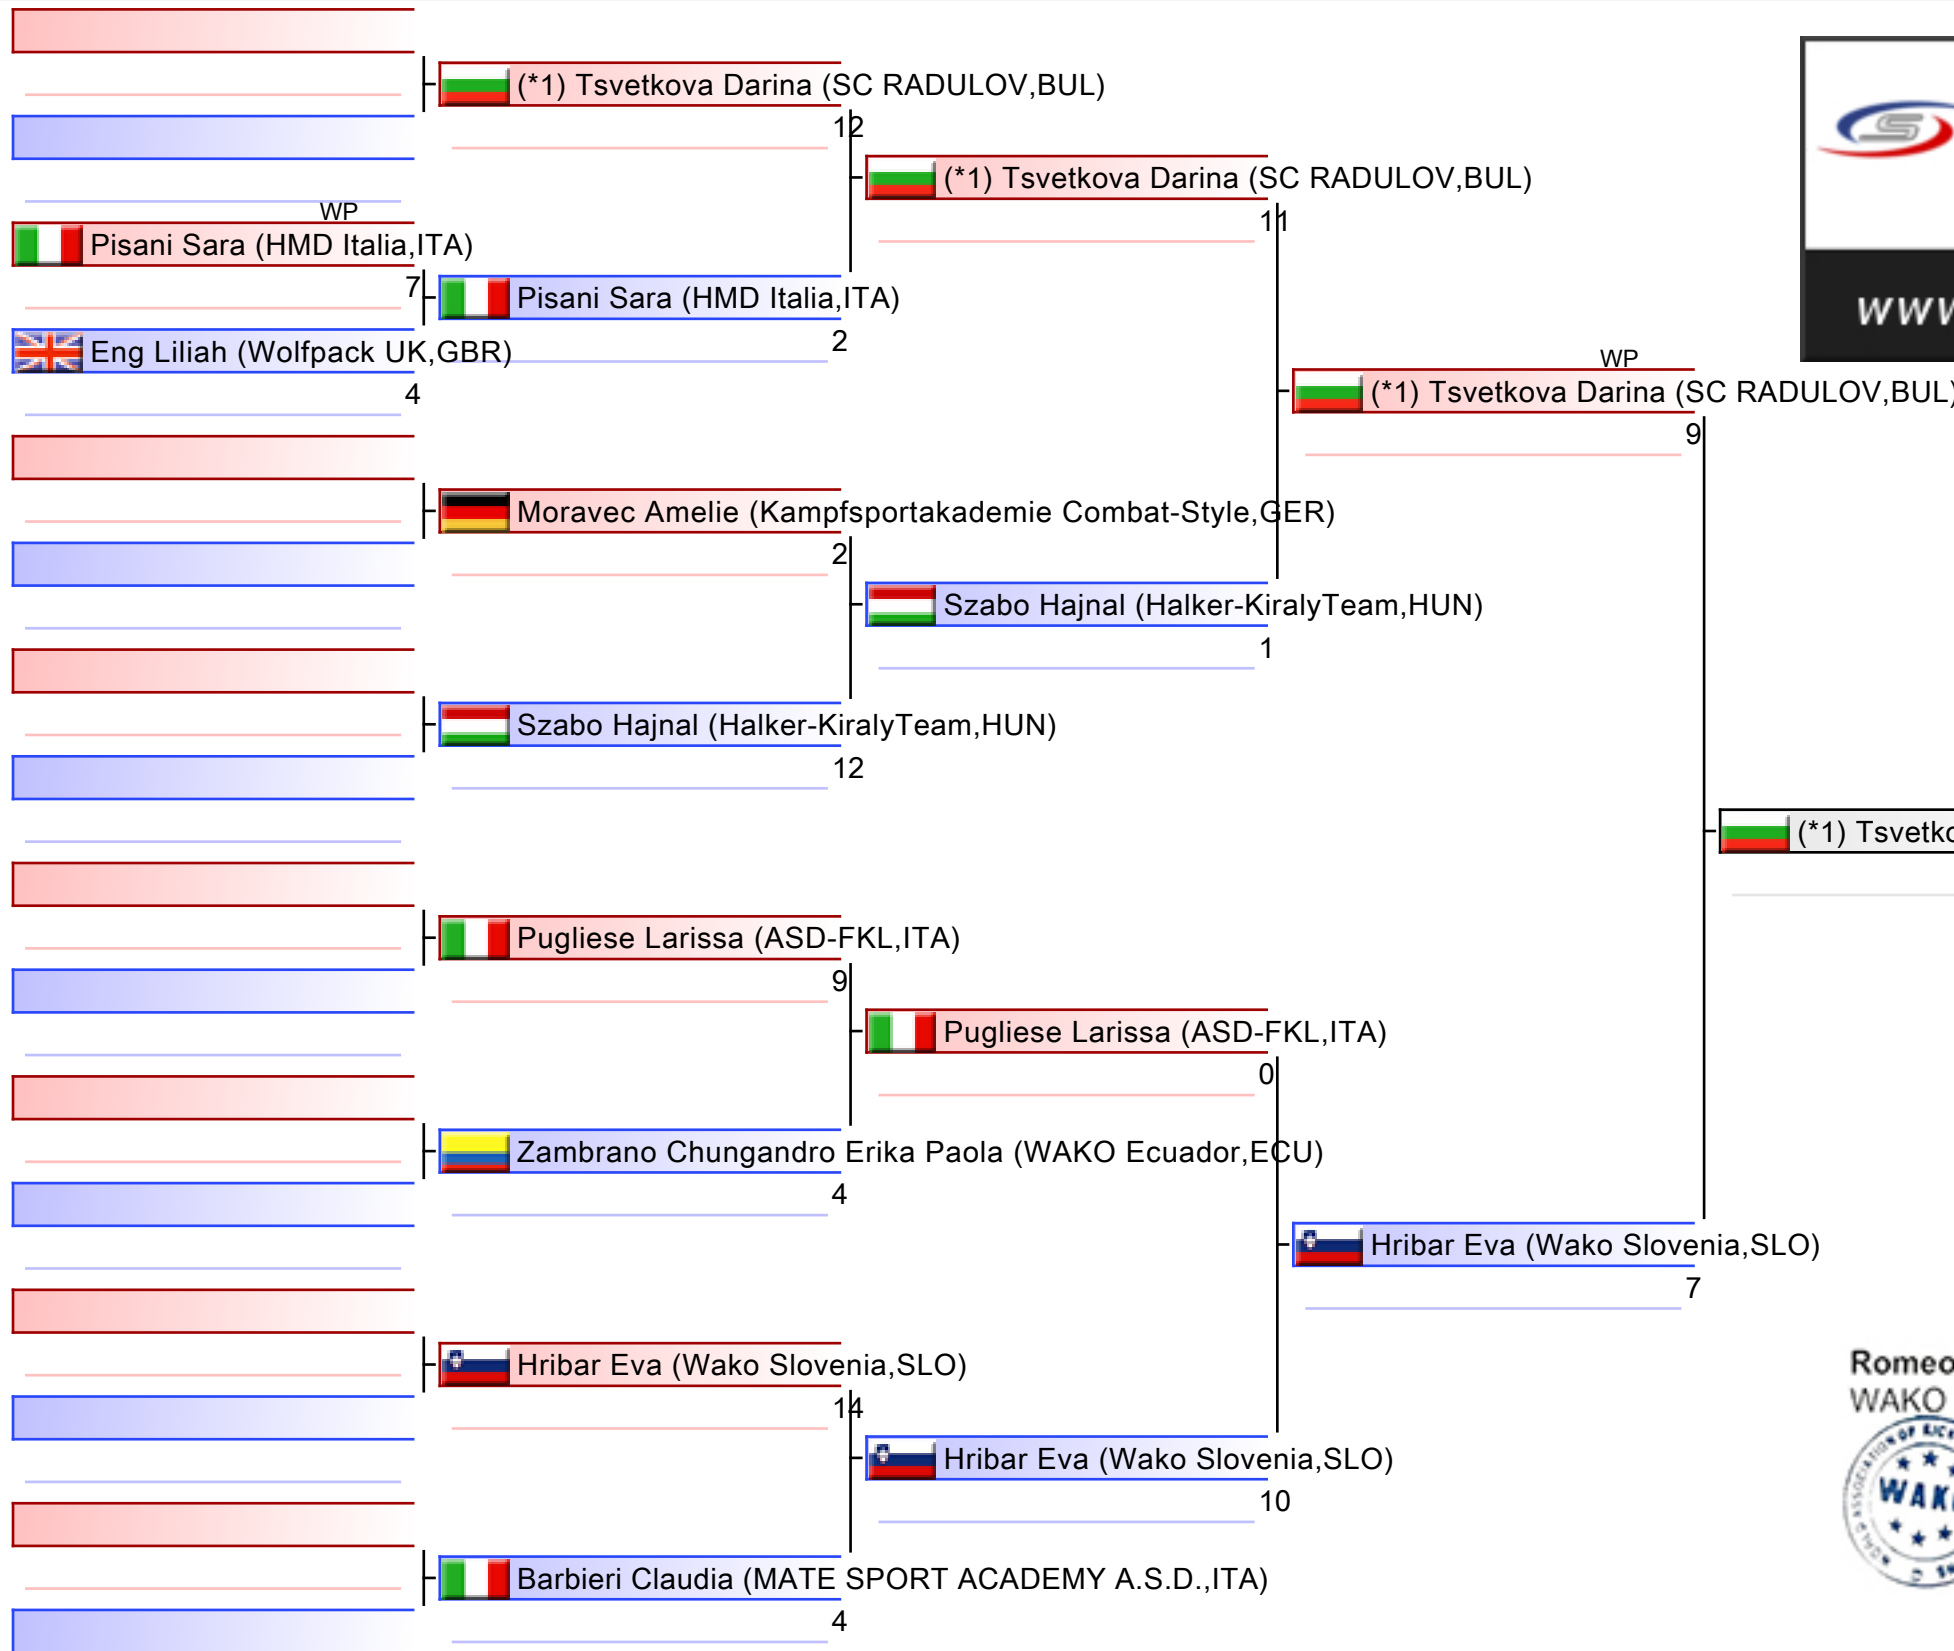 (*1) Tsvetkova Darina (SC RADULOV,BUL)
12
(*1) Tsvetkova Darina (SC RADULOV,BUL)
11
WP
Pisani Sara (HMD Italia,ITA)
7
Pisani Sara (HMD Italia,ITA)
2
Eng Liliah (Wolfpack UK,GBR)
4
WP
(*1) Tsvetkova Darina (SC RADULOV,BUL)
9
www
Moravec Amelie (Kampfsportakademie Combat-Style,GER)
2
Szabo Hajnal (Halker-KiralyTeam,HUN)
1
Szabo Hajnal (Halker-KiralyTeam,HUN)
12
(*1) Tsvetko
Pugliese Larissa (ASD-FKL,ITA)
9
Pugliese Larissa (ASD-FKL,ITA)
0
Zambrano Chungandro Erika Paola (WAKO Ecuador,ECU)
4
Hribar Eva (Wako Slovenia,SLO)
7
Hribar Eva (Wako Slovenia,SLO)
14
Hribar Eva (Wako Slovenia,SLO)
10
Barbieri Claudia (MATE SPORT ACADEMY A.S.D.,ITA)
4
Romeo
WAKO